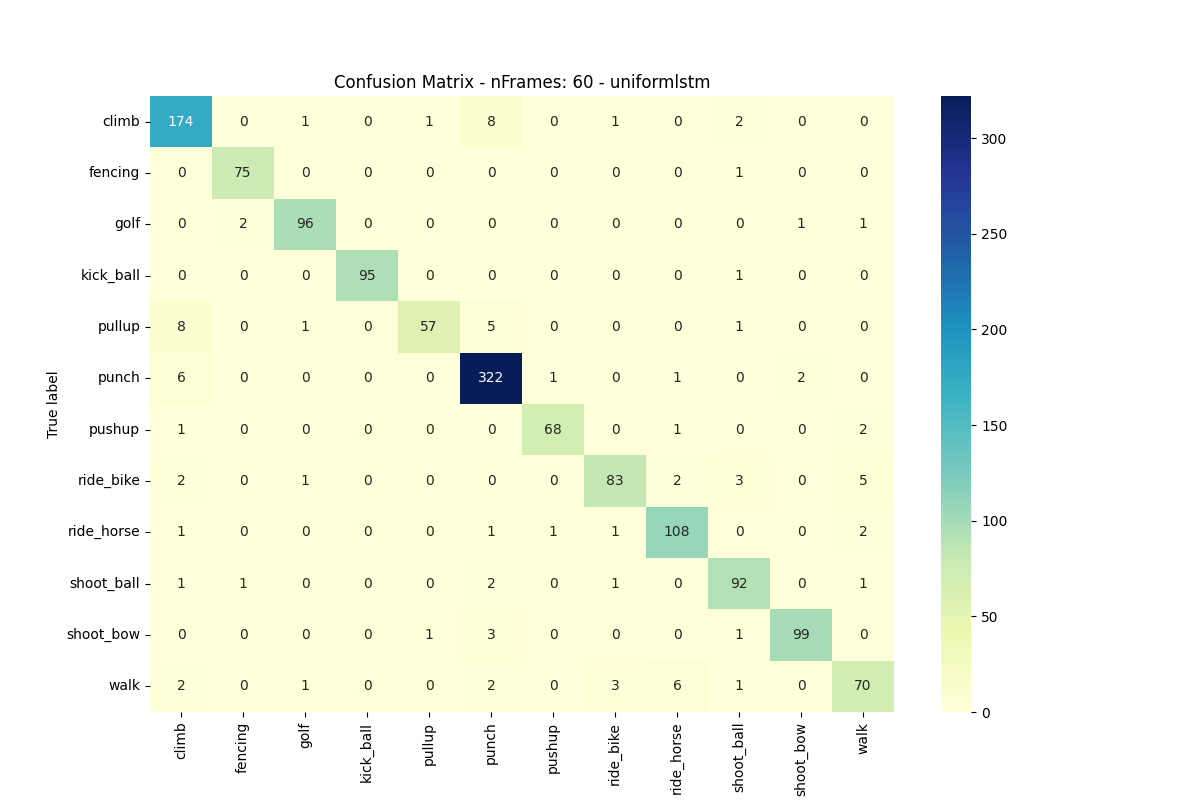 Confusion Matrix - nFrames: 60 - uniformlstm
climb 174 0 1 0 1 8 0 1 0 2 0 0
fencing 0 75 0 0 0 0 0 0 0 1 0 0
golf 0 2 96 0 0 0 0 0 0 0 1 1
kick_ball 0 0 0 95 0 0 0 0 0 1 0 0
pullup 8 0 1 0 57 5 0 0 0 1 0 0
punch 6 0 0 0 0 322 1 0 1 0 2 0
pushup 1 0 0 0 0 0 68 0 1 0 0 2
ride_bike 2 0 1 0 0 0 0 83 2 3 0 5
ride_horse 1 0 0 0 0 1 1 1 108 0 0 2
shoot_ball 1 1 0 0 0 2 0 1 0 92 0 1
shoot_bow 0 0 0 0 1 3 0 0 0 1 99 0
walk 2 0 1 0 0 2 0 3 6 1 0 70
True label
climb fencing golf kick_ball pullup punch pushup ride_bike ride_horse shoot_ball shoot_bow walk
300
250
200
150
100
50
0